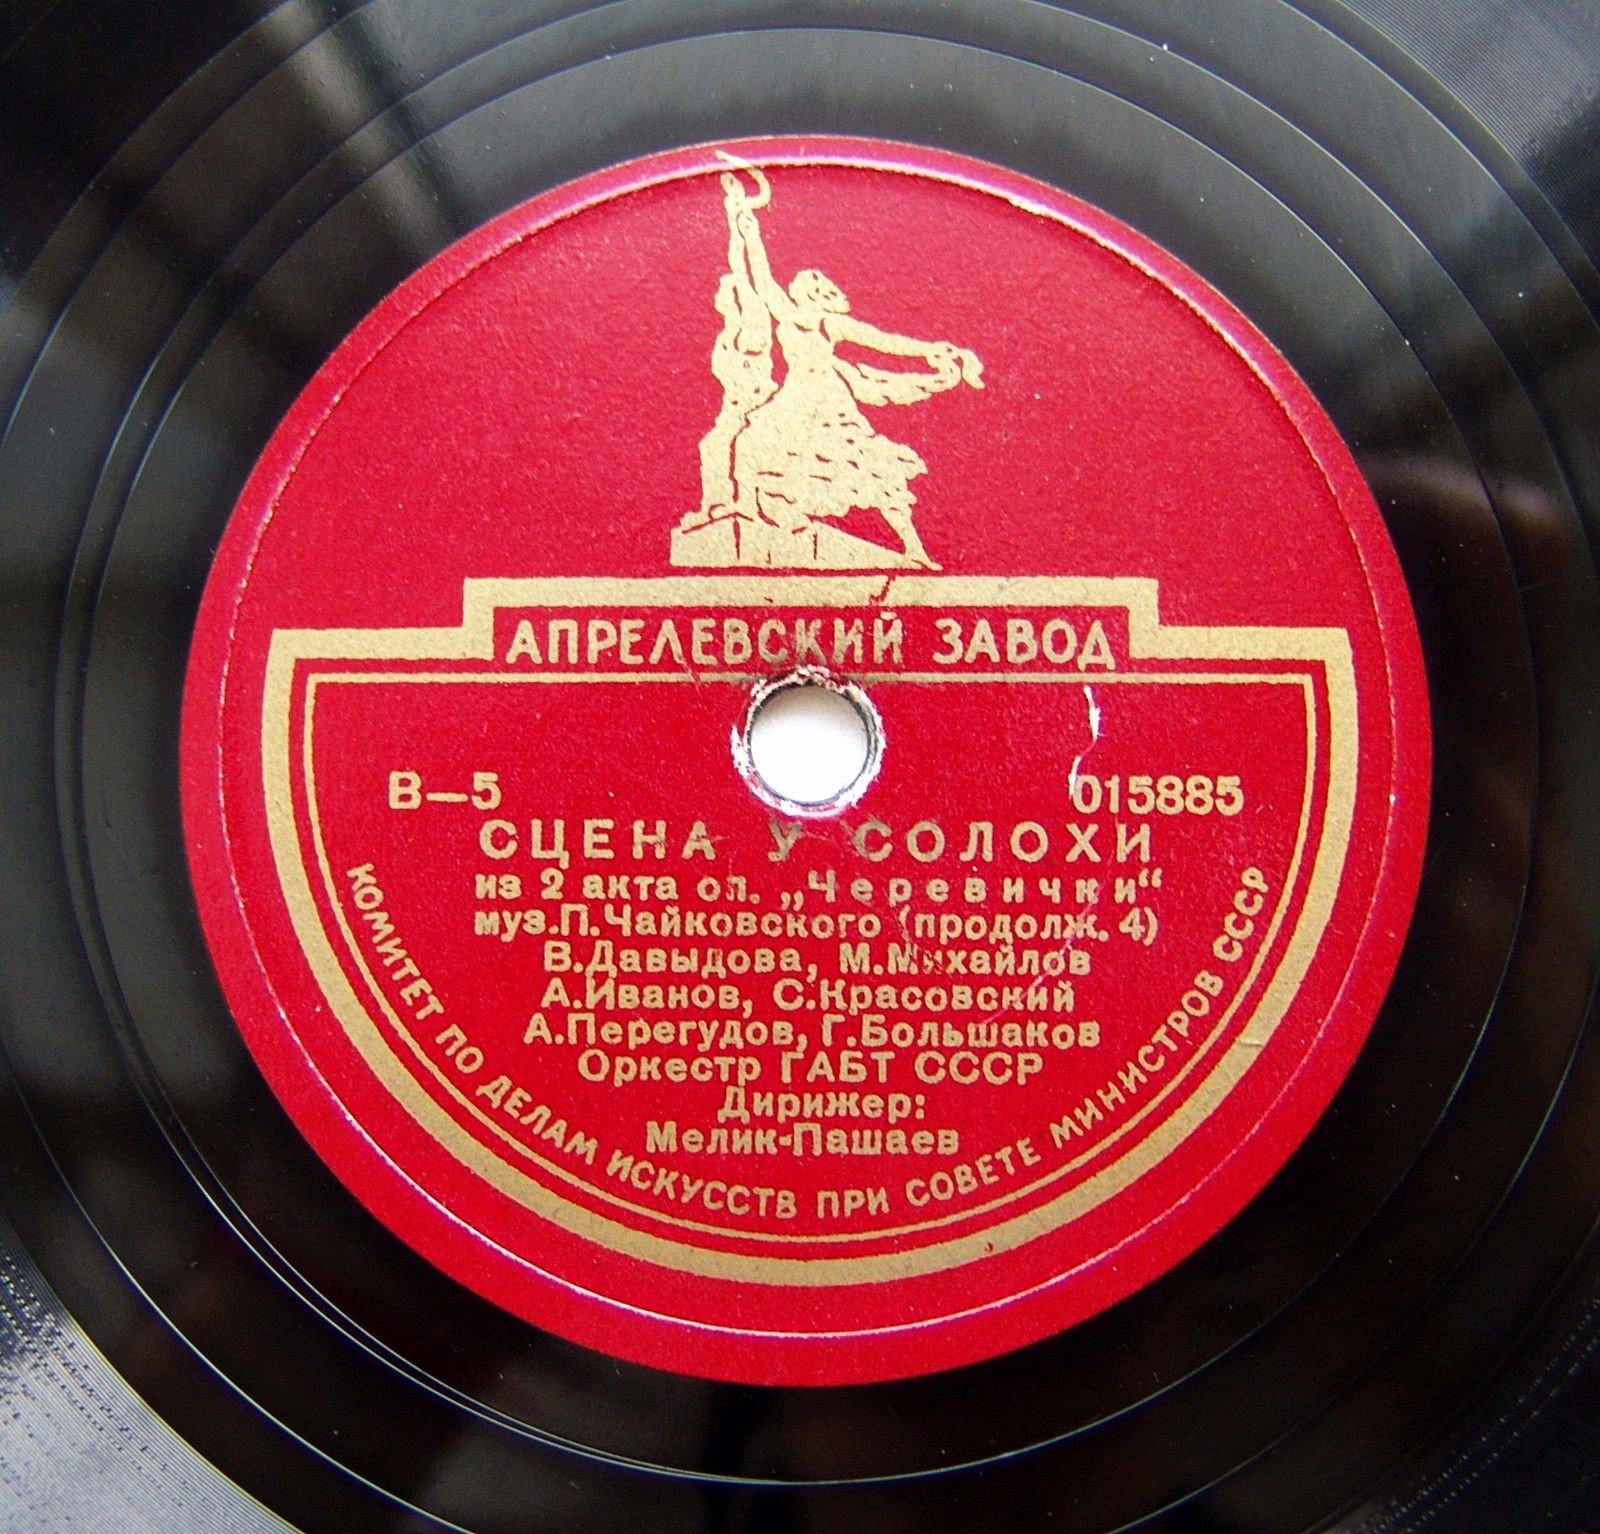 АПРЕЛЕВСКИЙ ЗАВОД
В—5 015885
СЦЕНА У СОЛОХИ
из 2 акта оп. „Черевички“
муз.П.Чайковского (продолж. 4)
В.Давыдова, М.Михайлов
А.Иванов, С.Красовский
А.Перегудов, Г.Большаков
Оркестр ГАБТ СССР
Дирижер:
Мелик-Пашаев
КОМИТЕТ ПО ДЕЛАМ ИСКУССТВ ПРИ СОВЕТЕ МИНИСТРОВ СССР